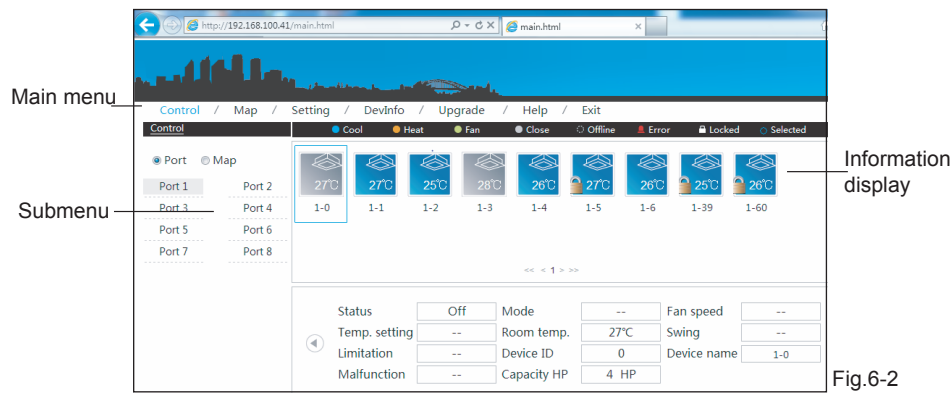 http://192.168.100.41/main.html
main.html
Main menu
Control / Map / Setting / DevInfo / Upgrade / Help / Exit
Control
Cool Heat Fan Close Offline Error Locked Selected
Port Map
Port 1 Port 2
Port 3 Port 4
Port 5 Port 6
Port 7 Port 8
Submenu
27℃ 27℃ 25℃ 28℃ 26℃ 27℃ 26℃ 25℃ 26℃
1-0 1-1 1-2 1-3 1-4 1-5 1-6 1-39 1-60
Information
display
<< < 1 > >>
Status Off Mode -- Fan speed --
Temp. setting -- Room temp. 27℃ Swing --
Limitation -- Device ID 0 Device name 1-0
Malfunction -- Capacity HP 4 HP
Fig.6-2